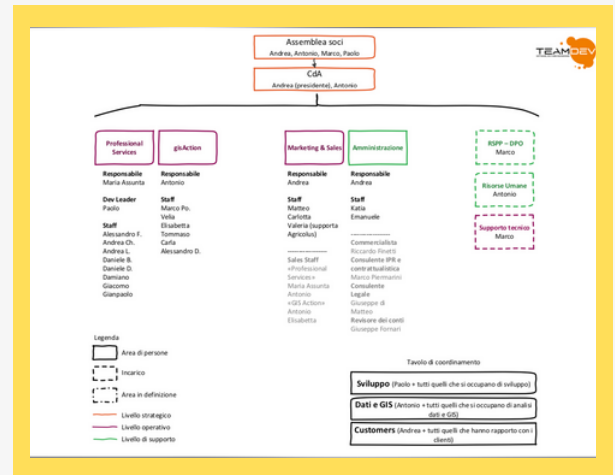 Assemblea soci
Andrea, Antonio, Marco, Paolo
TEAMDEV
CdA
Andrea (presidente), Antonio
Professional
Services
Responsabile
Maria Assunta
Dev Leader
Paolo
Staff
Alessandro F.
Andrea Ch.
Andrea L.
Daniele B.
Daniele D.
Damiano
Giacomo
Gianpaolo
gisAction
Responsabile
Antonio
Staff
Marco Po.
Velia
Elisabetta
Tommaso
Carla
Alessandro D.
Marketing & Sales
Responsabile
Andrea
Staff
Matteo
Carlotta
Valeria (supporta
Agricolus)
Sales Staff
«Professional
Services»
Maria Assunta
Antonio
«GIS Action»
Antonio
Elisabetta
Amministrazione
Responsabile
Andrea
Staff
Katia
Emanuele
Commercialista
Riccardo Finetti
Consulente IPR e
contrattualistica
Marco Piermarini
Consulente
Legale
Giuseppe di
Matteo
Revisore dei conti
Giuseppe Fornari
RSPP – DPO
Marco
Risorse Umane
Antonio
Supporto tecnico
Marco
Legenda
Area di persone
Incarico
Area in definizione
Livello strategico
Livello operativo
Livello di supporto
Tavolo di coordinamento
Sviluppo (Paolo + tutti quelli che si occupano di sviluppo)
Dati e GIS (Antonio + tutti quelli che si occupano di analisi
dati e GIS)
Customers (Andrea + tutti quelli che hanno rapporto con i
clienti)